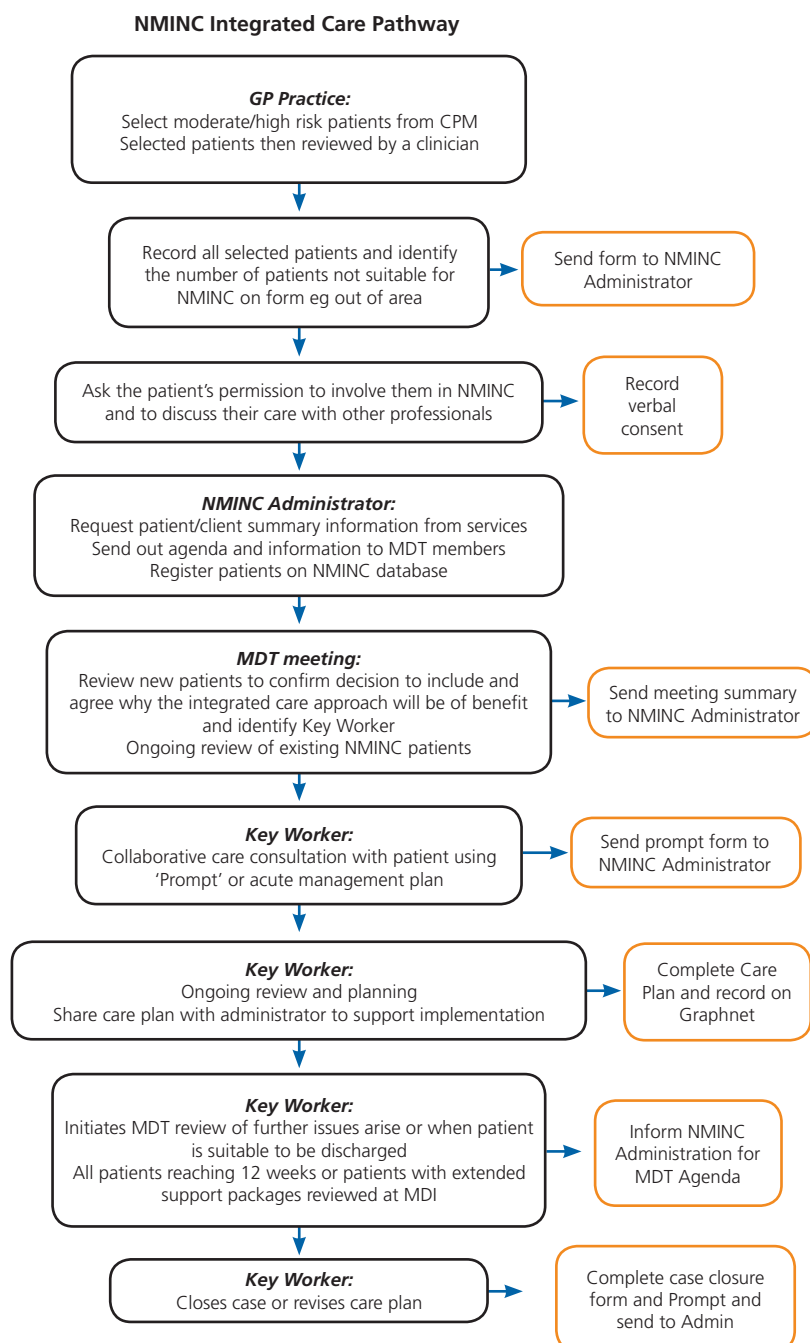 NMINC Integrated Care Pathway
GP Practice:
Select moderate/high risk patients from CPM
Selected patients then reviewed by a clinician
Record all selected patients and identify
the number of patients not suitable for
NMINC on form eg out of area
Send form to NMINC
Administrator
Ask the patient’s permission to involve them in NMINC
and to discuss their care with other professionals
Record
verbal
consent
NMINC Administrator:
Request patient/client summary information from services
Send out agenda and information to MDT members
Register patients on NMINC database
MDT meeting:
Review new patients to confirm decision to include and
agree why the integrated care approach will be of benefit
and identify Key Worker
Ongoing review of existing NMINC patients
Send meeting summary
to NMINC Administrator
Key Worker:
Collaborative care consultation with patient using
‘Prompt’ or acute management plan
Send prompt form to
NMINC Administrator
Key Worker:
Ongoing review and planning
Share care plan with administrator to support implementation
Complete Care
Plan and record on
Graphnet
Key Worker:
Initiates MDT review of further issues arise or when patient
is suitable to be discharged
All patients reaching 12 weeks or patients with extended
support packages reviewed at MDI
Inform NMINC
Administration for
MDT Agenda
Key Worker:
Closes case or revises care plan
Complete case closure
form and Prompt and
send to Admin